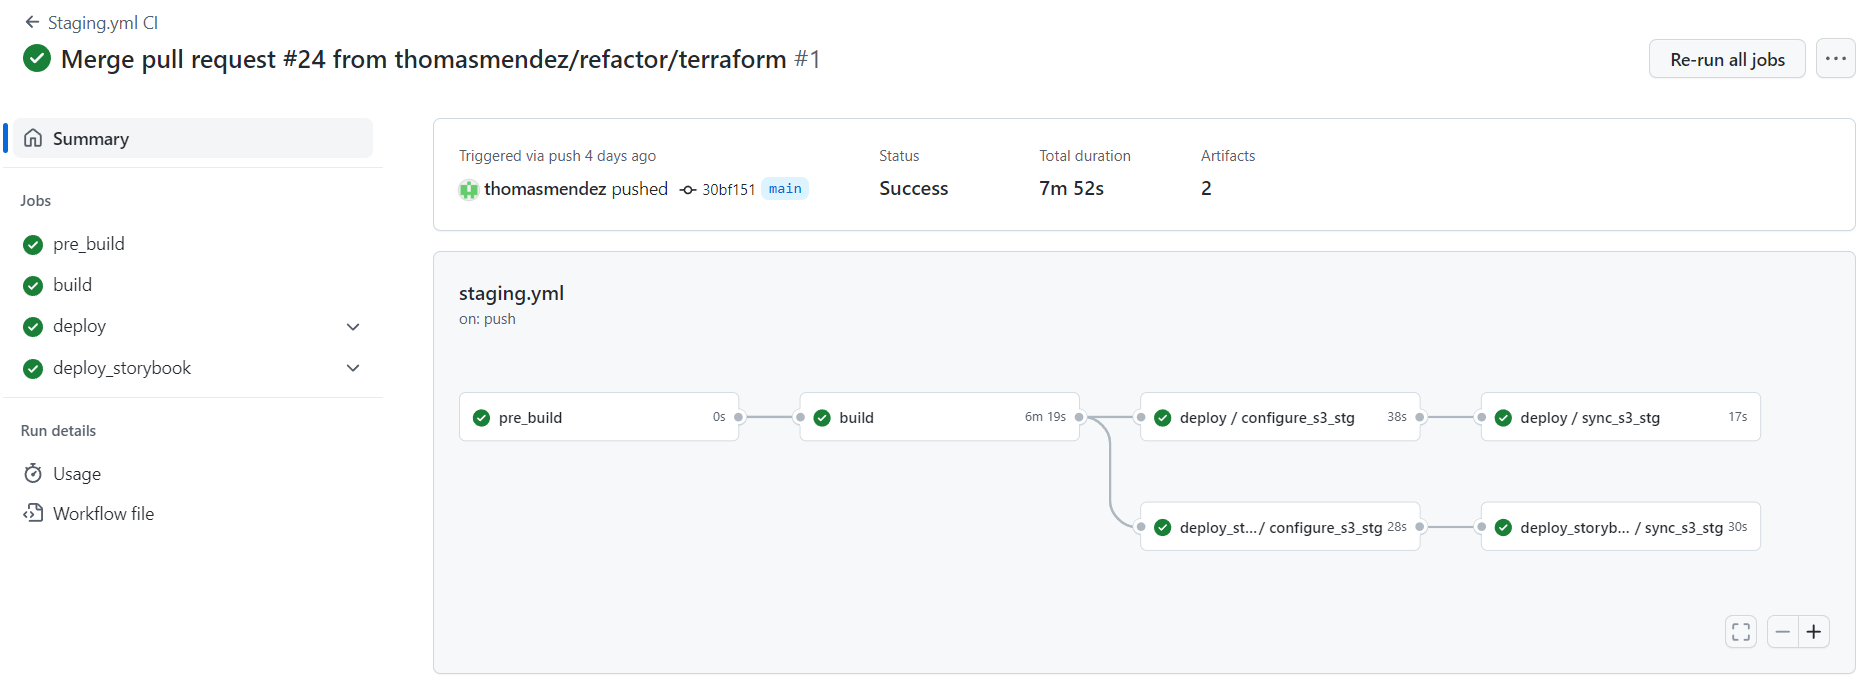 Staging.yml CI
Merge pull request #24 from thomasmendez/refactor/terraform #1
Re-run all jobs
Summary
Jobs
pre_build
build
deploy
deploy_storybook
Run details
Usage
Workflow file
Triggered via push 4 days ago
thomasmendez pushed 30bf151 main
Status
Success
Total duration
7m 52s
Artifacts
2
staging.yml
on: push
pre_build 0s
build 6m 19s
deploy / configure_s3_stg 38s
deploy / sync_s3_stg 17s
deploy_st... / configure_s3_stg 28s
deploy_storyb... / sync_s3_stg 30s